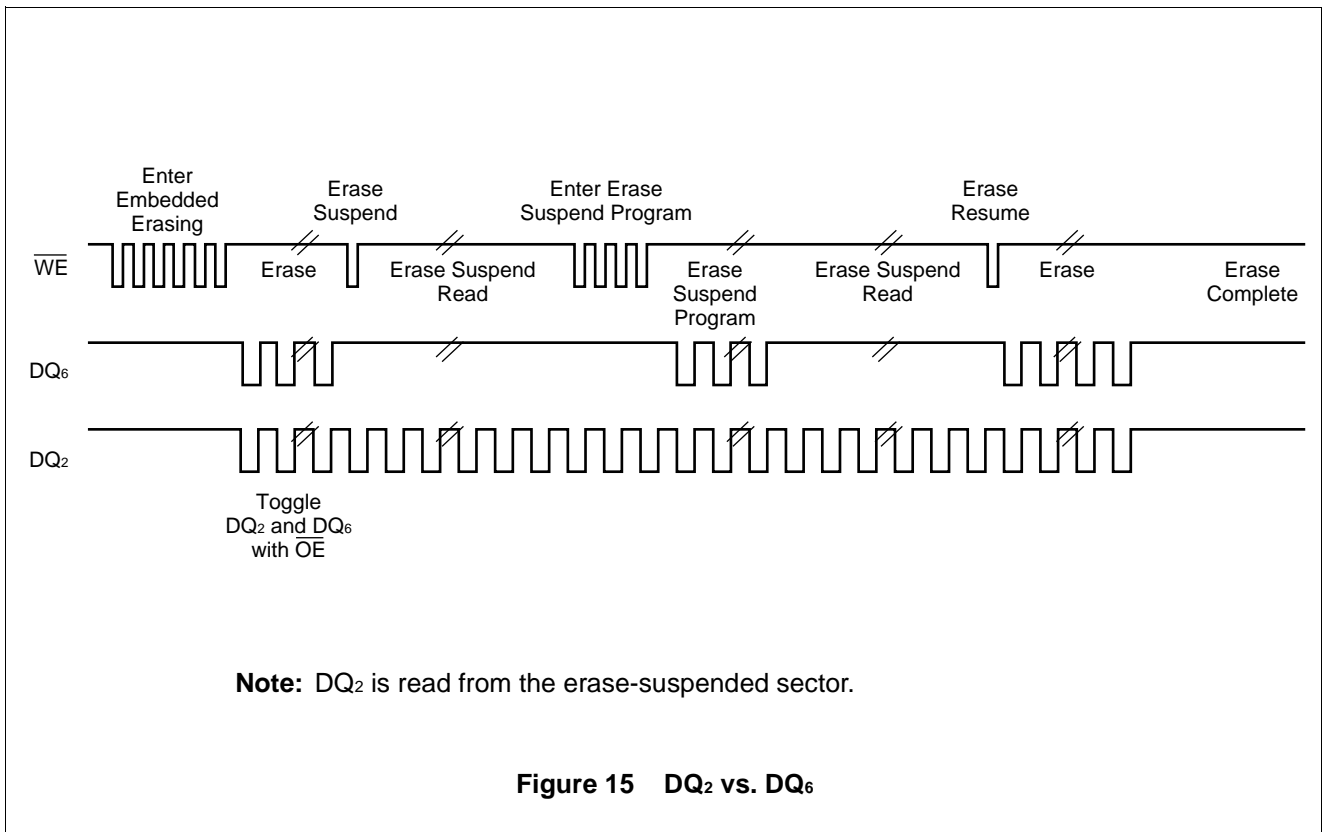 Enter
Embedded
Erasing
Erase
Suspend
Enter Erase
Suspend Program
Erase
Resume
WE
Erase
Erase Suspend
Read
Erase
Suspend
Program
Erase Suspend
Read
Erase
Erase
Complete
DQ6
DQ2
Toggle
DQ2 and DQ6
with OE
Note: DQ2 is read from the erase-suspended sector.
Figure 15 DQ2 vs. DQ6